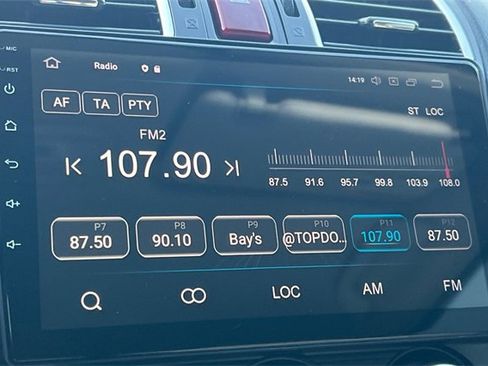 MIC
RST
Radio
14:19
AF TA PTY
ST LOC
FM2
107.90
87.5 91.6 95.7 99.8 103.9 108.0
P7 P8 P9 P10 P11 P12
87.50 90.10 Bay's @TOPDO... 107.90 87.50
LOC AM FM